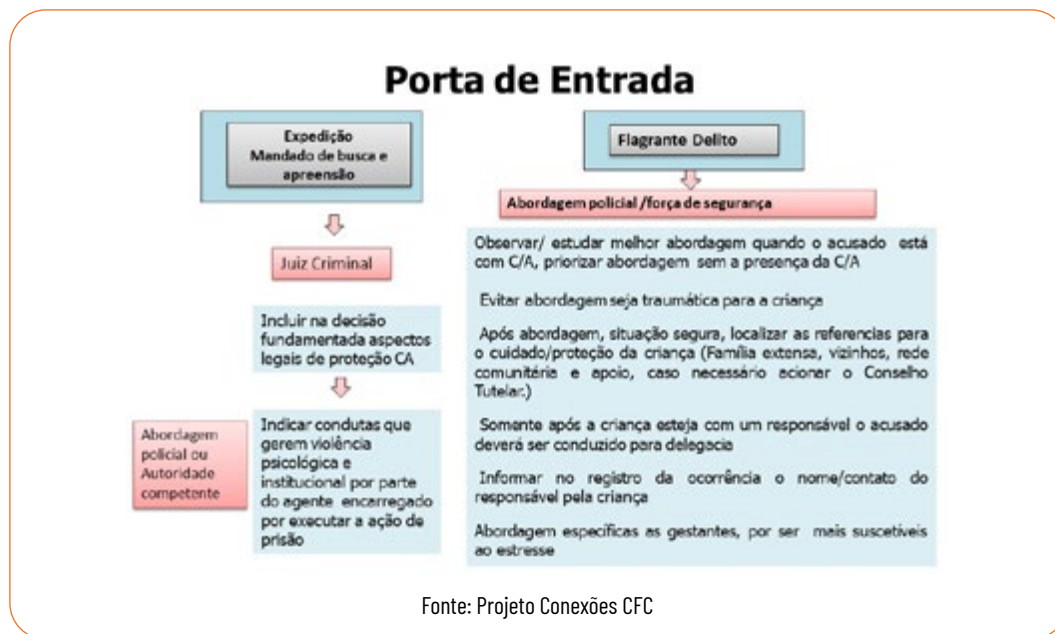 Porta de Entrada
Expedição
Mandado de busca e
apreensão
Juiz Criminal
Incluir na decisão
fundamentada aspectos
legais de proteção CA
Abordagem
policial ou
Autoridade
competente
Indicar condutas que
gerem violência
psicológica e
institucional por parte
do agente encarregado
por executar a ação de
prisão
Flagrante Delito
Abordagem policial /força de segurança
Observar/ estudar melhor abordagem quando o acusado está
com C/A, priorizar abordagem sem a presença da C/A
Evitar abordagem seja traumática para a criança
Após abordagem, situação segura, localizar as referencias para
o cuidado/proteção da criança (Família extensa, vizinhos, rede
comunitária e apoio, caso necessário acionar o Conselho
Tutelar.)
Somente após a criança esteja com um responsável o acusado
deverá ser conduzido para delegacia
Informar no registro da ocorrência o nome/contato do
responsável pela criança
Abordagem específicas as gestantes, por ser mais suscetíveis
ao estresse
Fonte: Projeto Conexões CFC